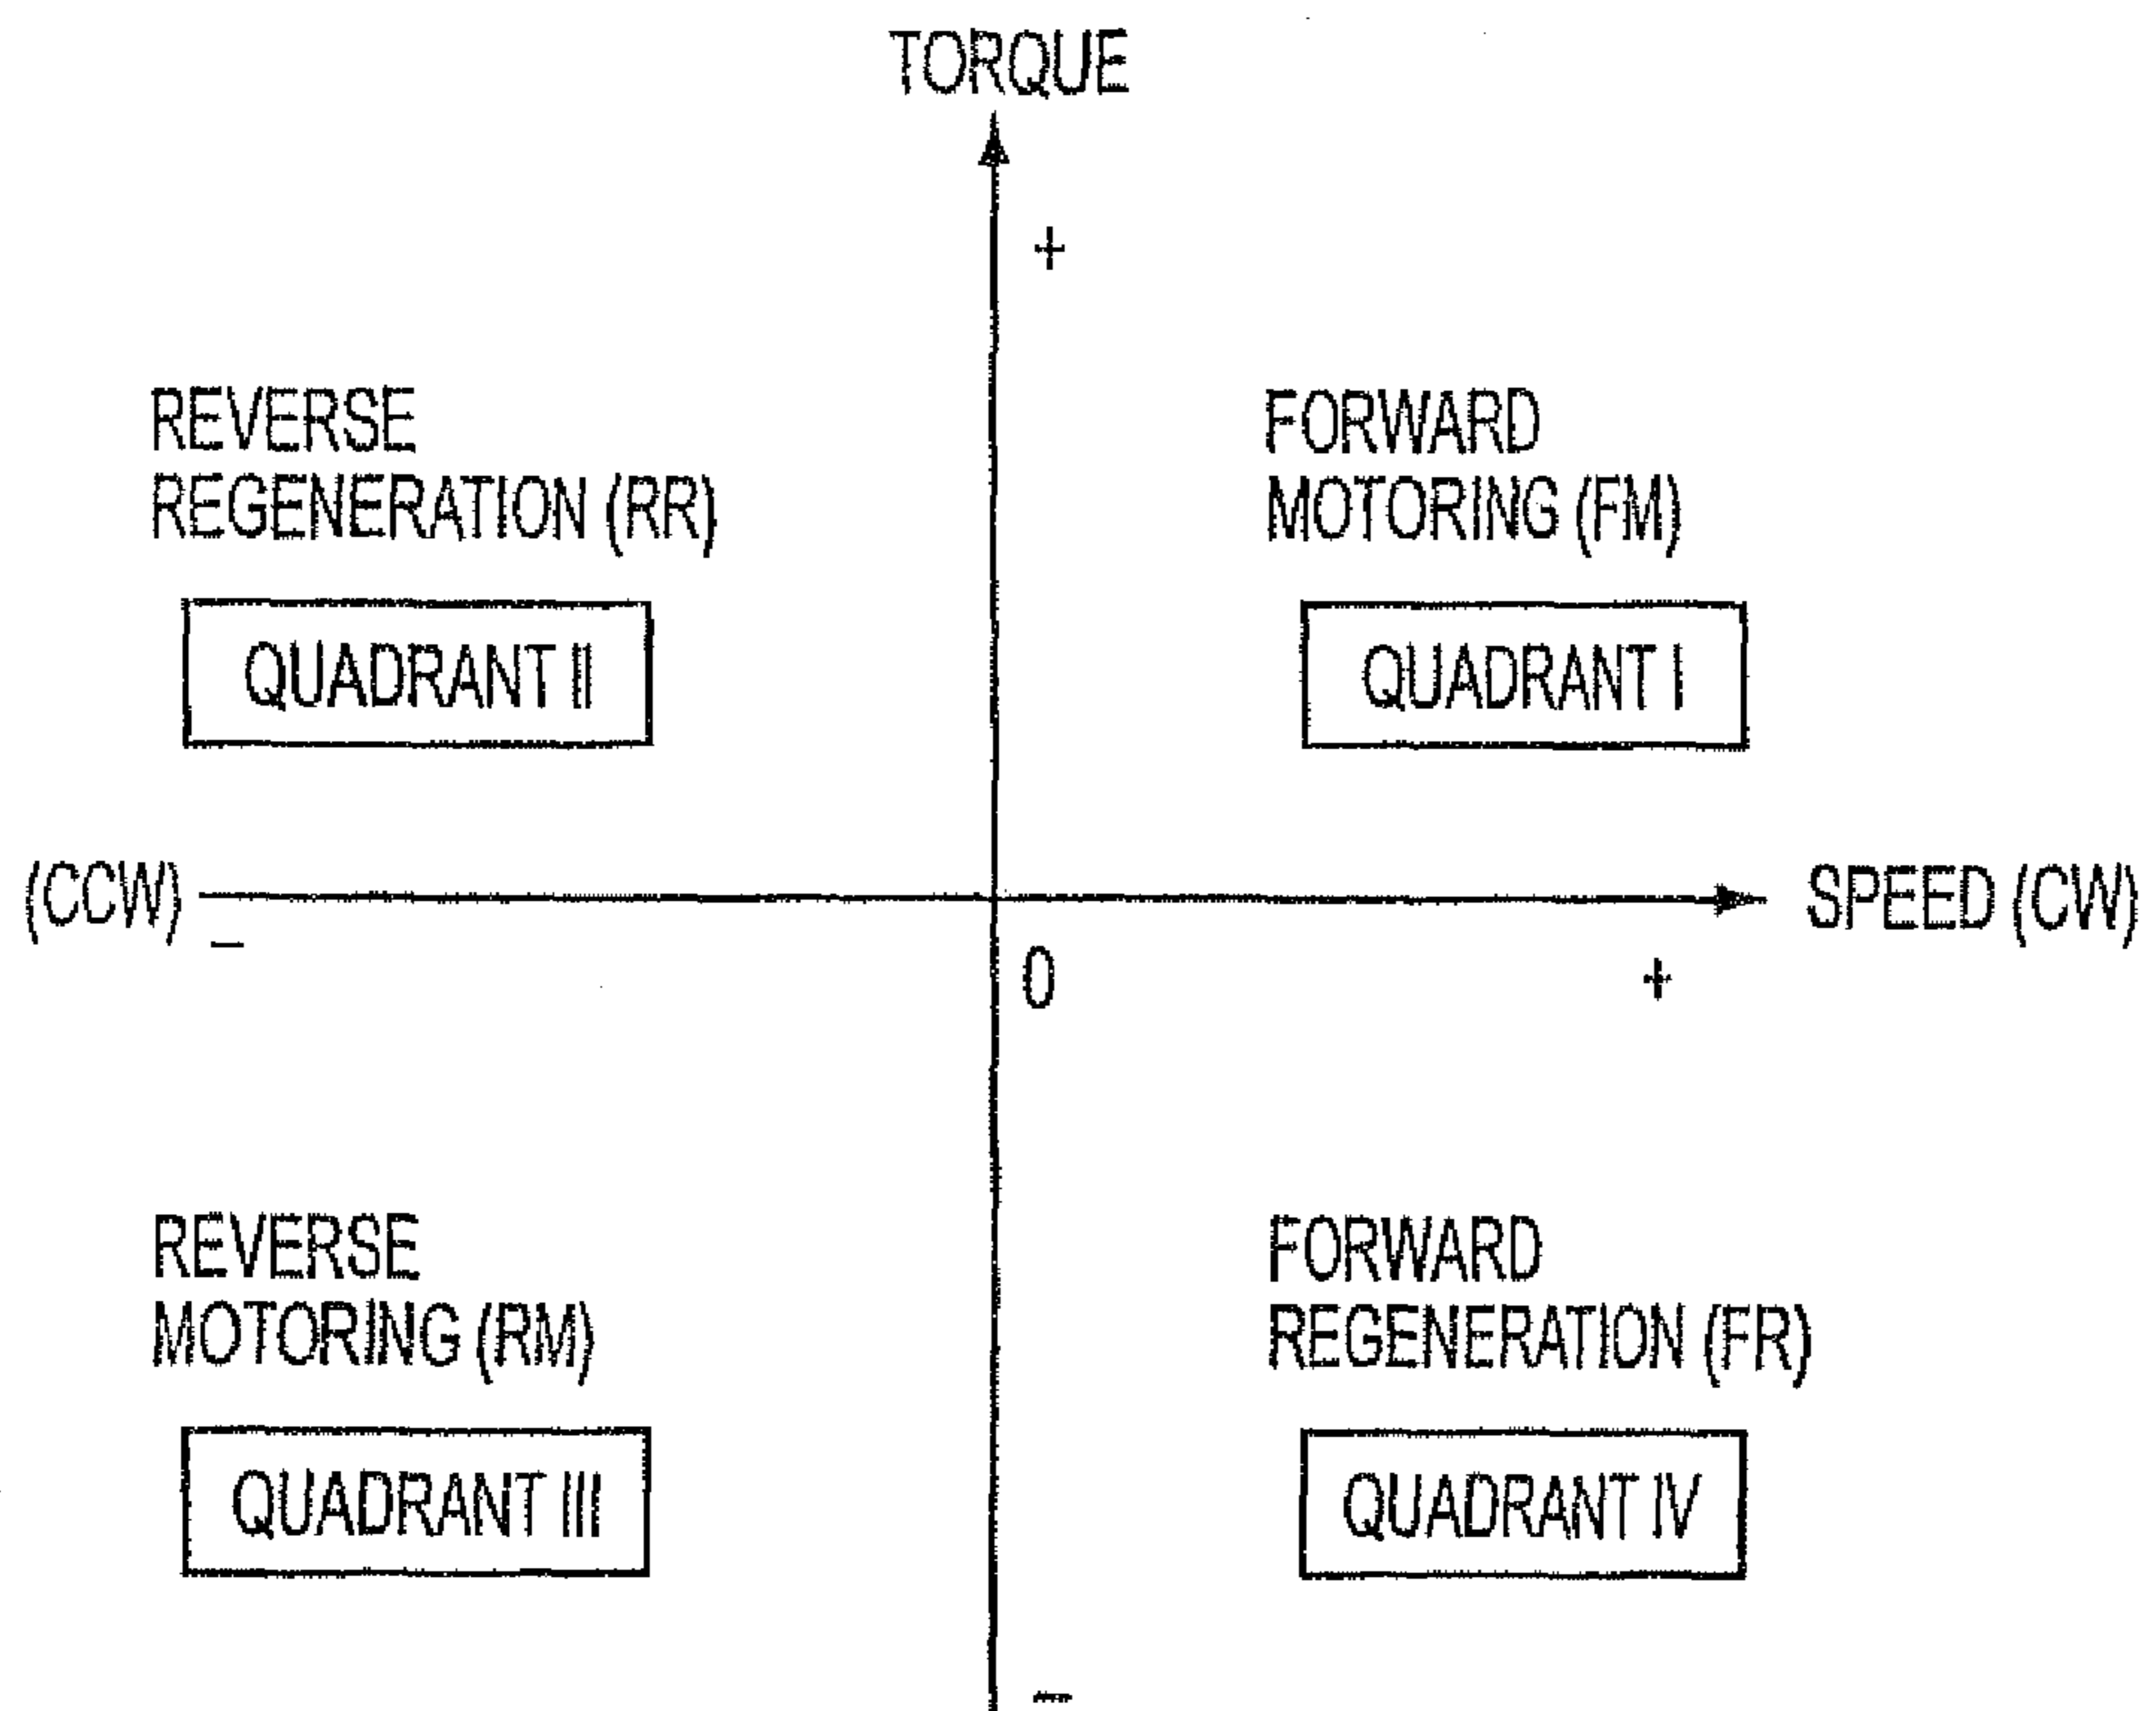 TORQUE
+
REVERSE
REGENERATION (RR)
QUADRANT II
FORWARD
MOTORING (FM)
QUADRANT I
(CCW)
−
0
+
SPEED (CW)
REVERSE
MOTORING (RM)
QUADRANT III
FORWARD
REGENERATION (FR)
QUADRANT IV
−